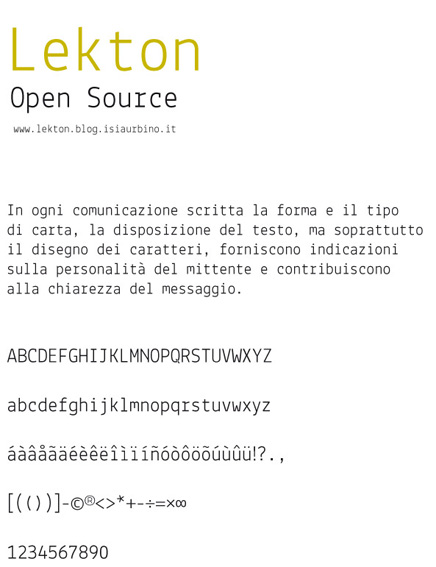 Lekton
Open Source
www.lekton.blog.isiaurbino.it
In ogni comunicazione scritta la forma e il tipo
di carta, la disposizione del testo, ma soprattutto
il disegno dei caratteri, forniscono indicazioni
sulla personalità del mittente e contribuiscono
alla chiarezza del messaggio.
ABCDEFGHIJKLMNOPQRSTUVWXYZ
abcdefghijklmnopqrstuvwxyz
áàâåãäéèêëîìïíñóòôöõúùûü!?.,
[(())]-©®<>*+-÷=×∞
1234567890